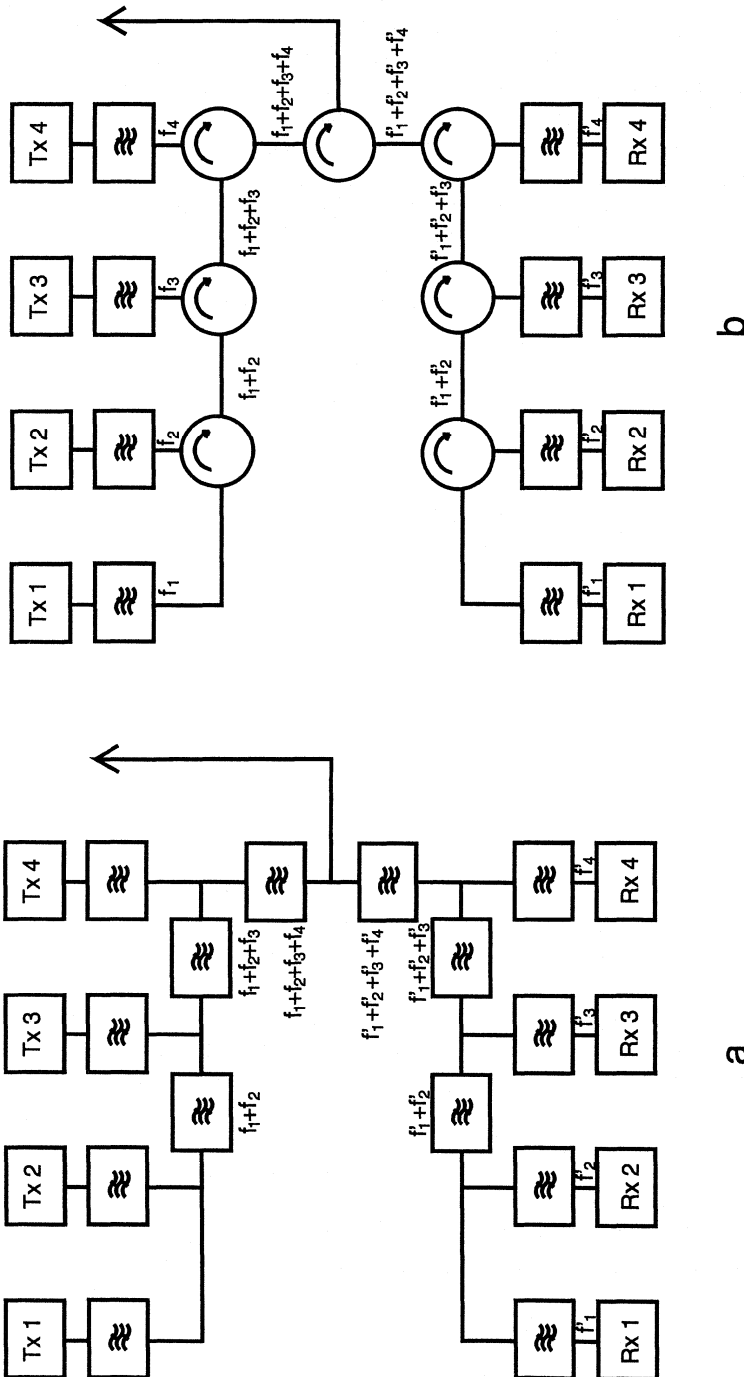 Tx 1
Tx 2
Tx 3
Tx 4
f₁+f₂
f₁+f₂+f₃
f₁+f₂+f₃+f₄
f'₁+f'₂+f'₃+f'₄
f'₁+f'₂
f'₁+f'₂+f'₃
f'₁
f'₂
f'₃
f'₄
Rx 1
Rx 2
Rx 3
Rx 4
a
Tx 1
Tx 2
Tx 3
Tx 4
f₁
f₂
f₃
f₄
f₁+f₂
f₁+f₂+f₃
f₁+f₂+f₃+f₄
f'₁+f'₂+f'₃+f'₄
f'₁+f'₂
f'₁+f'₂+f'₃
f'₁
f'₂
f'₃
f'₄
Rx 1
Rx 2
Rx 3
Rx 4
b